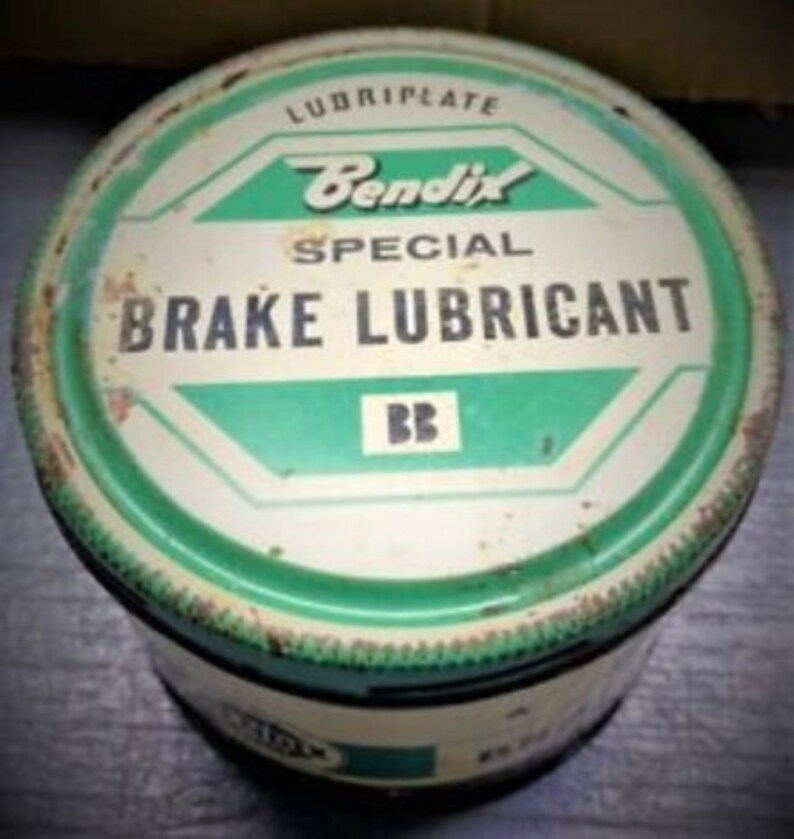 LUBRIPLATE
Bendix
SPECIAL
BRAKE LUBRICANT
BB